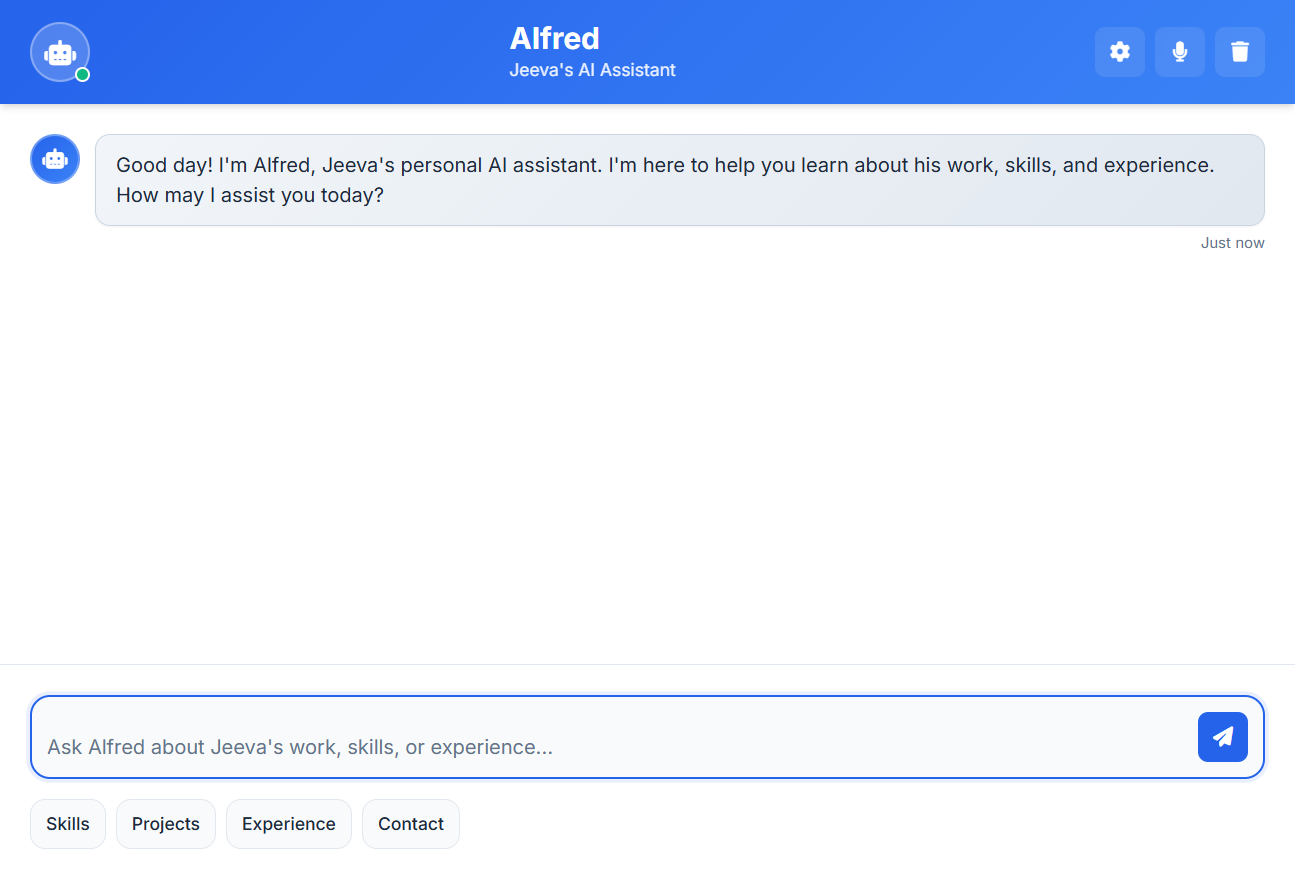 Alfred
Jeeva's AI Assistant
Good day! I'm Alfred, Jeeva's personal AI assistant. I'm here to help you learn about his work, skills, and experience.
How may I assist you today?
Just now
Ask Alfred about Jeeva's work, skills, or experience...
Skills
Projects
Experience
Contact